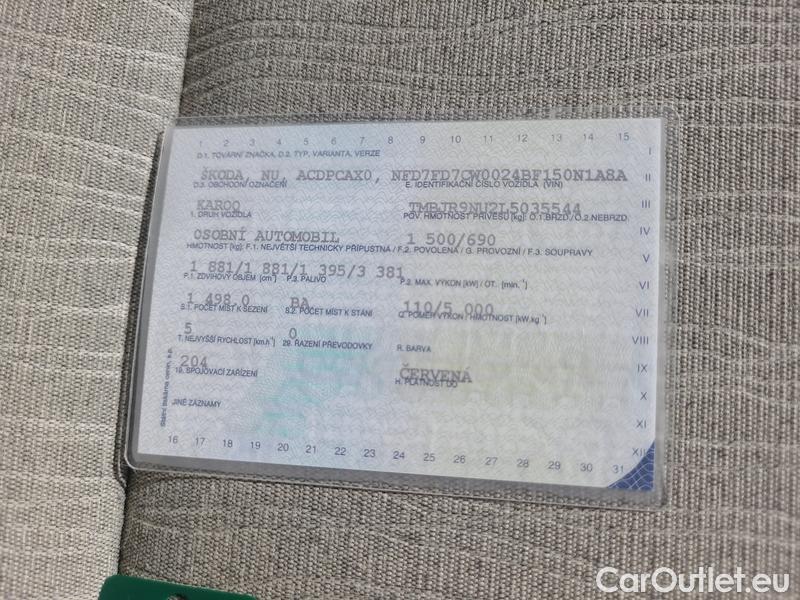 1 2 3 4 5 6 7 8 9 10 11 12 13 14 15
I
D.1. TOVÁRNÍ ZNAČKA, D.2. TYP, VARIANTA, VERZE
II
ŠKODA, NU, ACDPCAX0, NFD7FD7CW0024BF150N1A8A
D.3. OBCHODNÍ OZNAČENÍ E. IDENTIFIKAČNÍ ČÍSLO VOZIDLA (VIN)
III
KAROQ TMBJR9NU2L5035544
1. DRUH VOZIDLA POV. HMOTNOST PŘÍVĚSU [kg]: O.1.BRZD./O.2.NEBRZD.
IV
OSOBNÍ AUTOMOBIL 1 500/690
HMOTNOST [kg]: F.1. NEJVĚTŠÍ TECHNICKY PŘÍPUSTNÁ / F.2. POVOLENÁ / G. PROVOZNÍ / F.3. SOUPRAVY
V
1 881/1 881/1 395/3 381
P.1. ZDVIHOVÝ OBJEM [cm³] P.3. PALIVO P.2. MAX. VÝKON [kW] / OT. [min.⁻¹]
VI
1 498,0 BA 110/5 000
S.1. POČET MÍST K SEZENÍ S.2. POČET MÍST K STÁNÍ Q. POMĚR VÝKON / HMOTNOST [kW.kg⁻¹]
VII
5 0
T. NEJVYŠŠÍ RYCHLOST [km.h⁻¹] 29. ŘAZENÍ PŘEVODOVKY R. BARVA
VIII
204 ČERVENÁ
19. SPOJOVACÍ ZAŘÍZENÍ H. PLATNOST DO
IX
X
JINÉ ZÁZNAMY
XI
XII
16 17 18 19 20 21 22 23 24 25 26 27 28 29 30 31
CarOutlet.eu